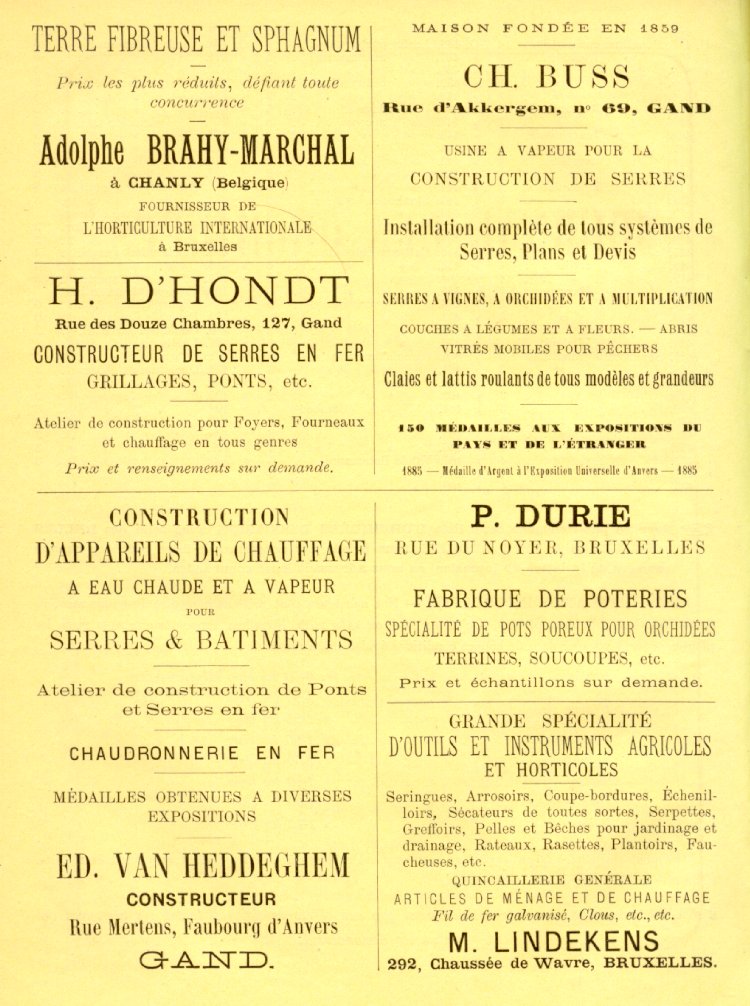 TERRE FIBREUSE ET SPHAGNUM
Prix les plus réduits, défiant toute
concurrence
Adolphe BRAHY-MARCHAL
à CHANLY (Belgique)
FOURNISSEUR DE
L'HORTICULTURE INTERNATIONALE
à Bruxelles
H. D'HONDT
Rue des Douze Chambres, 127, Gand
CONSTRUCTEUR DE SERRES EN FER
GRILLAGES, PONTS, etc.
Atelier de construction pour Foyers, Fourneaux
et chauffage en tous genres
Prix et renseignements sur demande.
MAISON FONDÉE EN 1859
CH. BUSS
Rue d'Akkergem, nº 69, GAND
USINE A VAPEUR POUR LA
CONSTRUCTION DE SERRES
Installation complète de tous systèmes de
Serres, Plans et Devis
SERRES A VIGNES, A ORCHIDÉES ET A MULTIPLICATION
COUCHES A LÉGUMES ET A FLEURS. — ABRIS
VITRÉS MOBILES POUR PÊCHERS
Claies et lattis roulants de tous modèles et grandeurs
150 MÉDAILLES AUX EXPOSITIONS DU
PAYS ET DE L'ÉTRANGER
1885 — Médaille d'Argent à l'Exposition Universelle d'Anvers — 1885
CONSTRUCTION
D'APPAREILS DE CHAUFFAGE
A EAU CHAUDE ET A VAPEUR
POUR
SERRES & BATIMENTS
Atelier de construction de Ponts
et Serres en fer
CHAUDRONNERIE EN FER
MÉDAILLES OBTENUES A DIVERSES
EXPOSITIONS
ED. VAN HEDDEGHEM
CONSTRUCTEUR
Rue Mertens, Faubourg d'Anvers
GAND.
P. DURIE
RUE DU NOYER, BRUXELLES
FABRIQUE DE POTERIES
SPÉCIALITÉ DE POTS POREUX POUR ORCHIDÉES
TERRINES, SOUCOUPES, etc.
Prix et échantillons sur demande.
GRANDE SPÉCIALITÉ
D'OUTILS ET INSTRUMENTS AGRICOLES
ET HORTICOLES
Seringues, Arrosoirs, Coupe-bordures, Échenil-
loirs, Sécateurs de toutes sortes, Serpettes,
Greffoirs, Pelles et Bêches pour jardinage et
drainage, Rateaux, Rasettes, Plantoirs, Fau-
cheuses, etc.
QUINCAILLERIE GENÉRALE
ARTICLES DE MÉNAGE ET DE CHAUFFAGE
Fil de fer galvanisé, Clous, etc., etc.
M. LINDEKENS
292, Chaussée de Wavre, BRUXELLES.